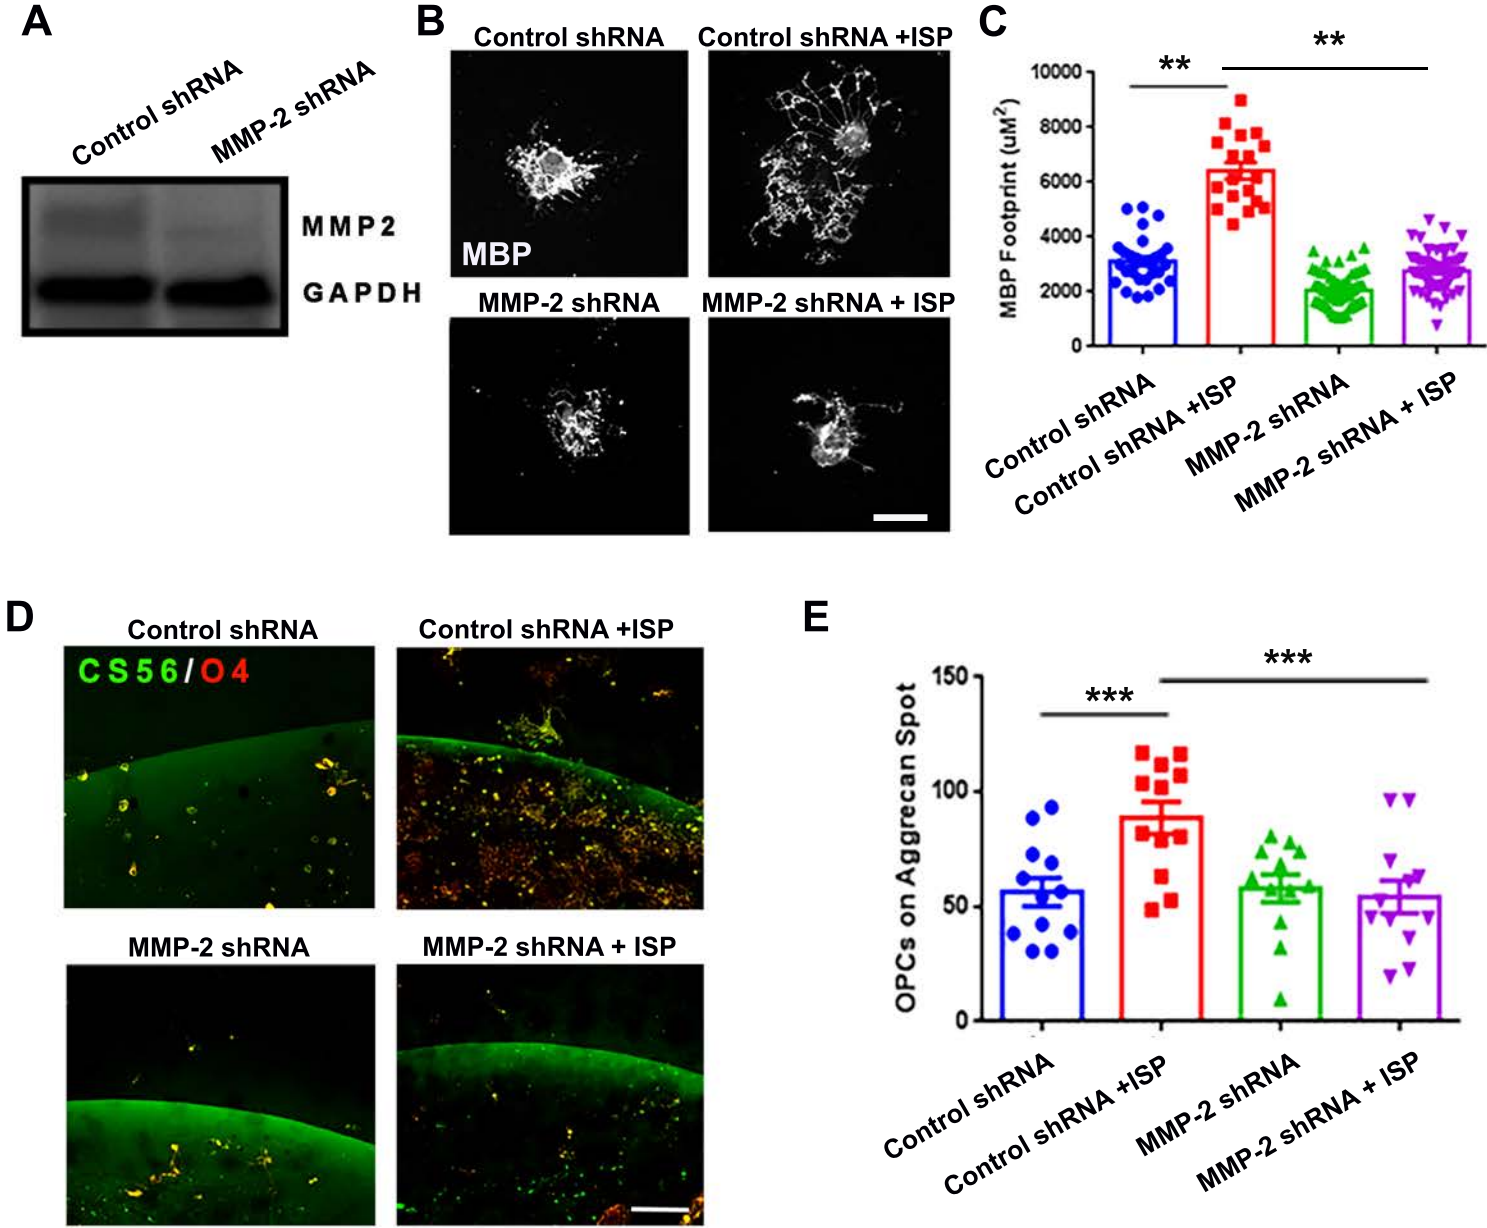 A
Control shRNA
MMP-2 shRNA
MMP2
GAPDH
B
Control shRNA
Control shRNA +ISP
MBP
MMP-2 shRNA
MMP-2 shRNA + ISP
C
**
**
10000
8000
6000
4000
2000
0
MBP Footprint (uM²)
Control shRNA
Control shRNA +ISP
MMP-2 shRNA
MMP-2 shRNA + ISP
D
Control shRNA
Control shRNA +ISP
CS56/O4
MMP-2 shRNA
MMP-2 shRNA + ISP
E
***
***
150
100
50
0
OPCs on Aggrecan Spot
Control shRNA
Control shRNA +ISP
MMP-2 shRNA
MMP-2 shRNA + ISP